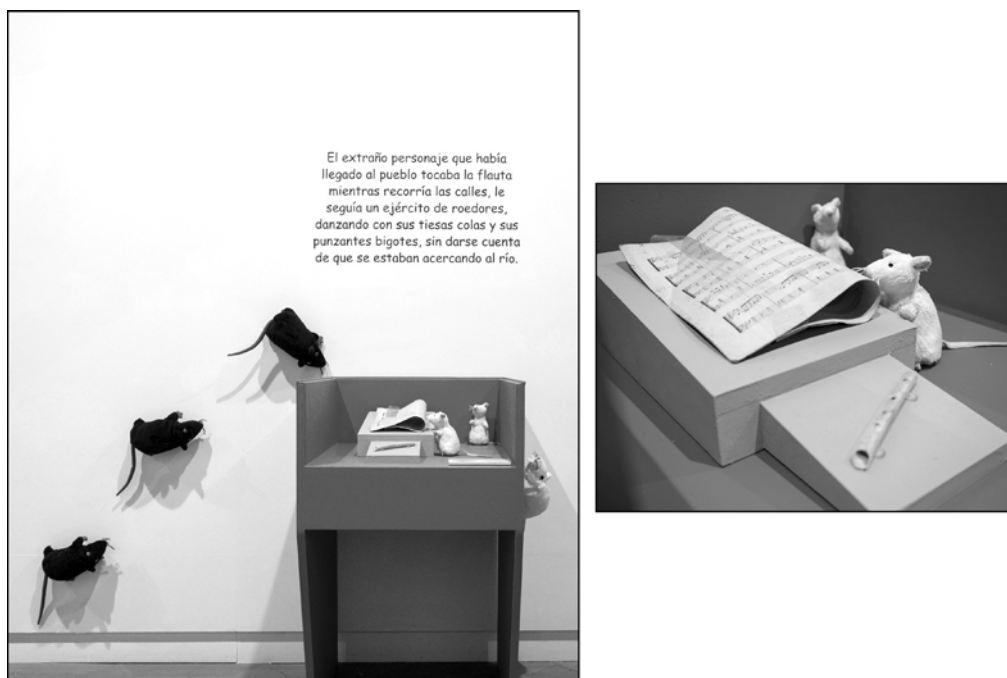 El extraño personaje que había
llegado al pueblo tocaba la flauta
mientras recorría las calles, le
seguía un ejército de roedores,
danzando con sus tiesas colas y sus
punzantes bigotes, sin darse cuenta
de que se estaban acercando al río.